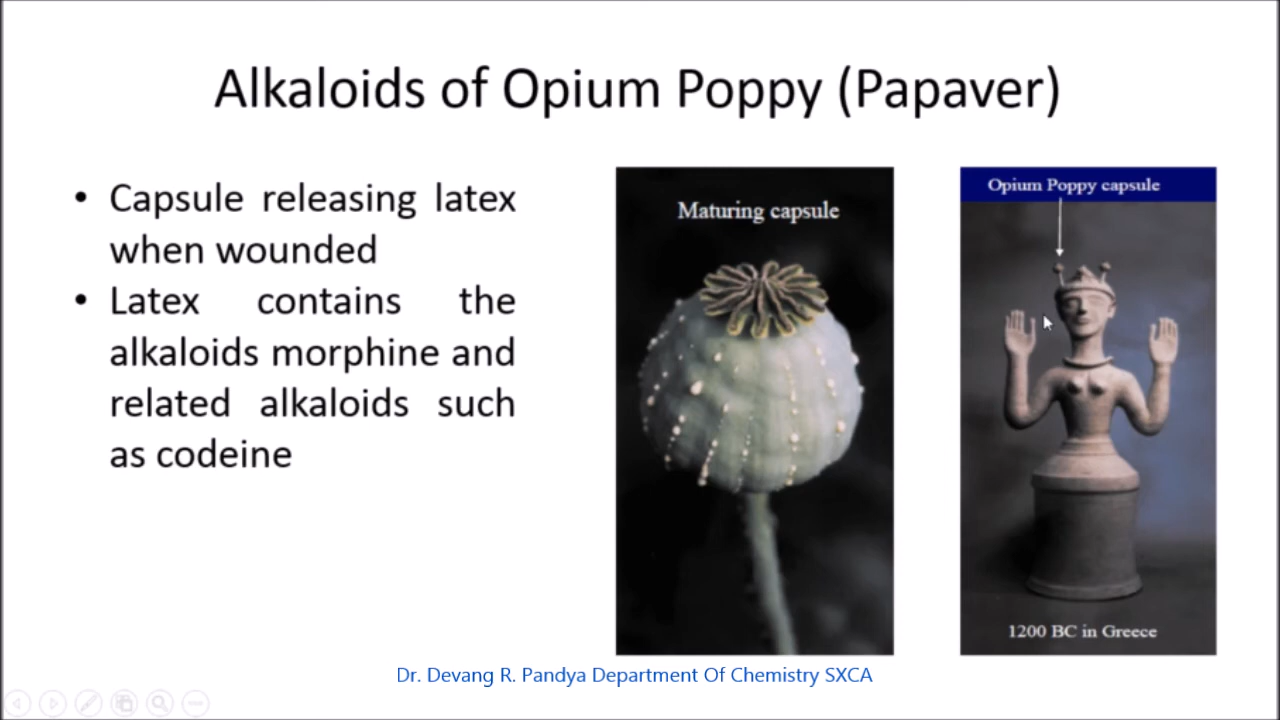 Alkaloids of Opium Poppy (Papaver)
• Capsule releasing latex
when wounded
• Latex contains the
alkaloids morphine and
related alkaloids such
as codeine
Maturing capsule
Opium Poppy capsule
1200 BC in Greece
Dr. Devang R. Pandya Department Of Chemistry SXCA